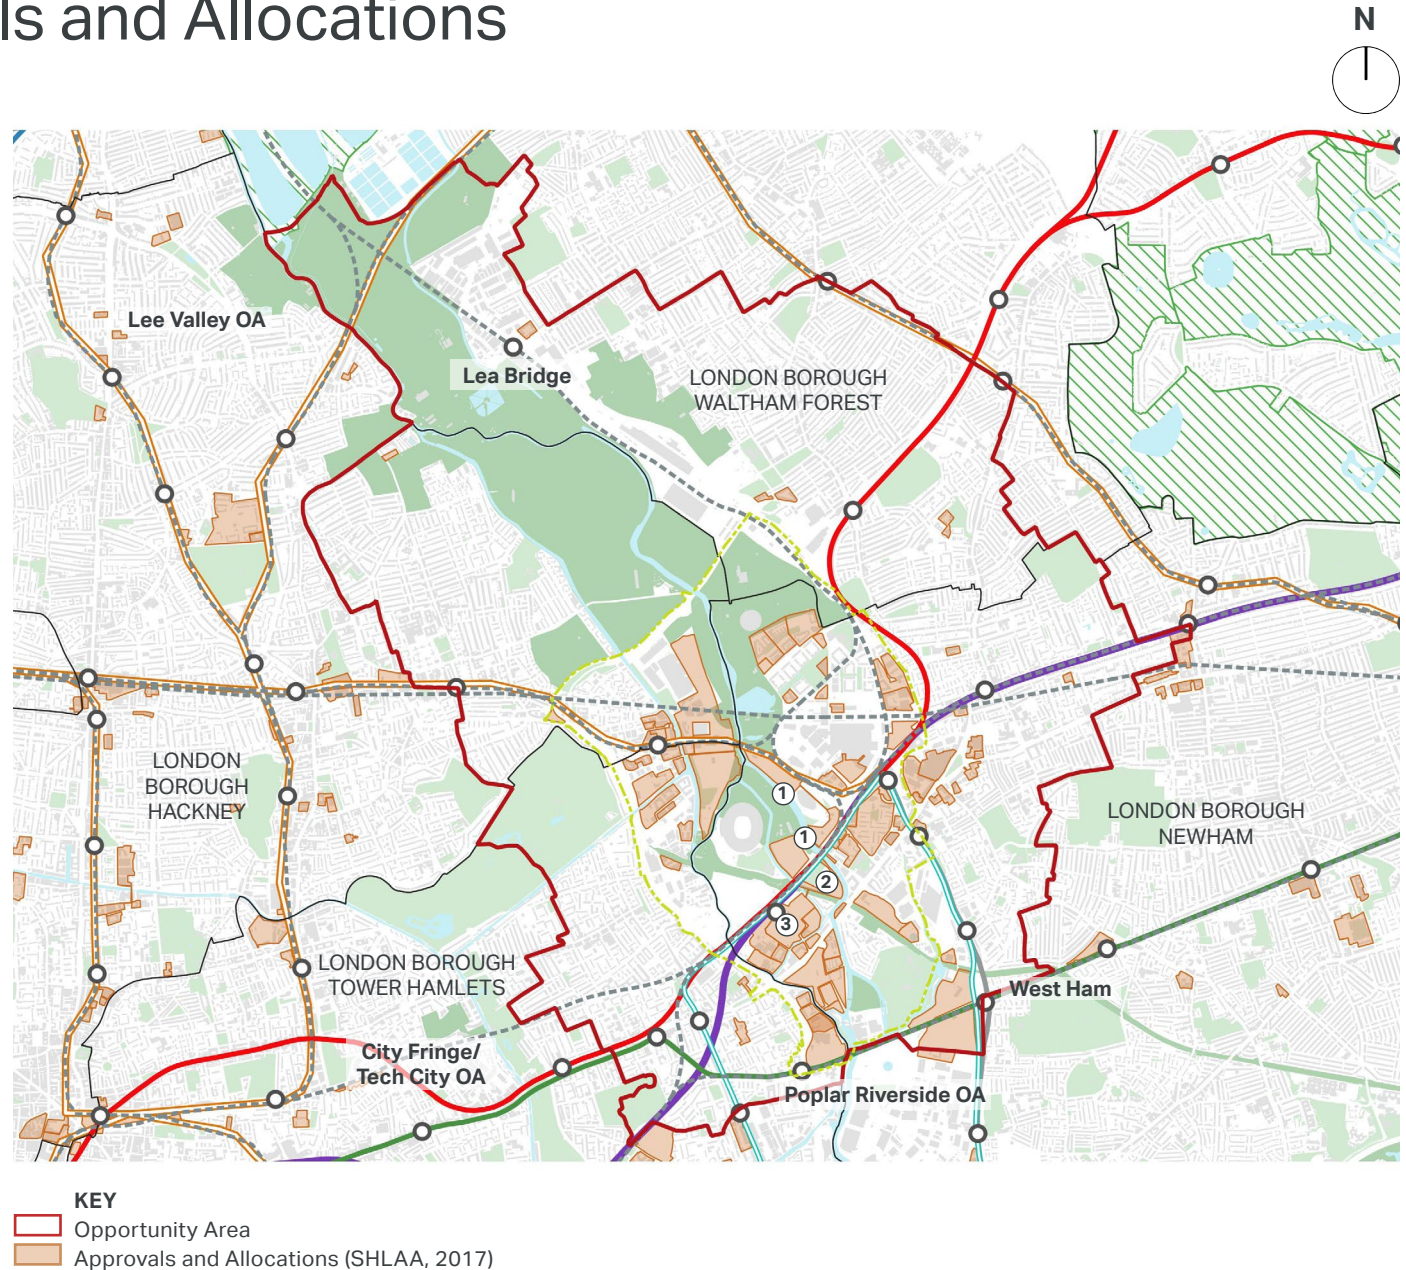 ls and Allocations
N
Lee Valley OA
Lea Bridge
LONDON BOROUGH
WALTHAM FOREST
LONDON
BOROUGH
HACKNEY
1
LONDON BOROUGH
NEWHAM
1
2
3
LONDON BOROUGH
TOWER HAMLETS
West Ham
City Fringe/
Tech City OA
Poplar Riverside OA
KEY
Opportunity Area
Approvals and Allocations (SHLAA, 2017)